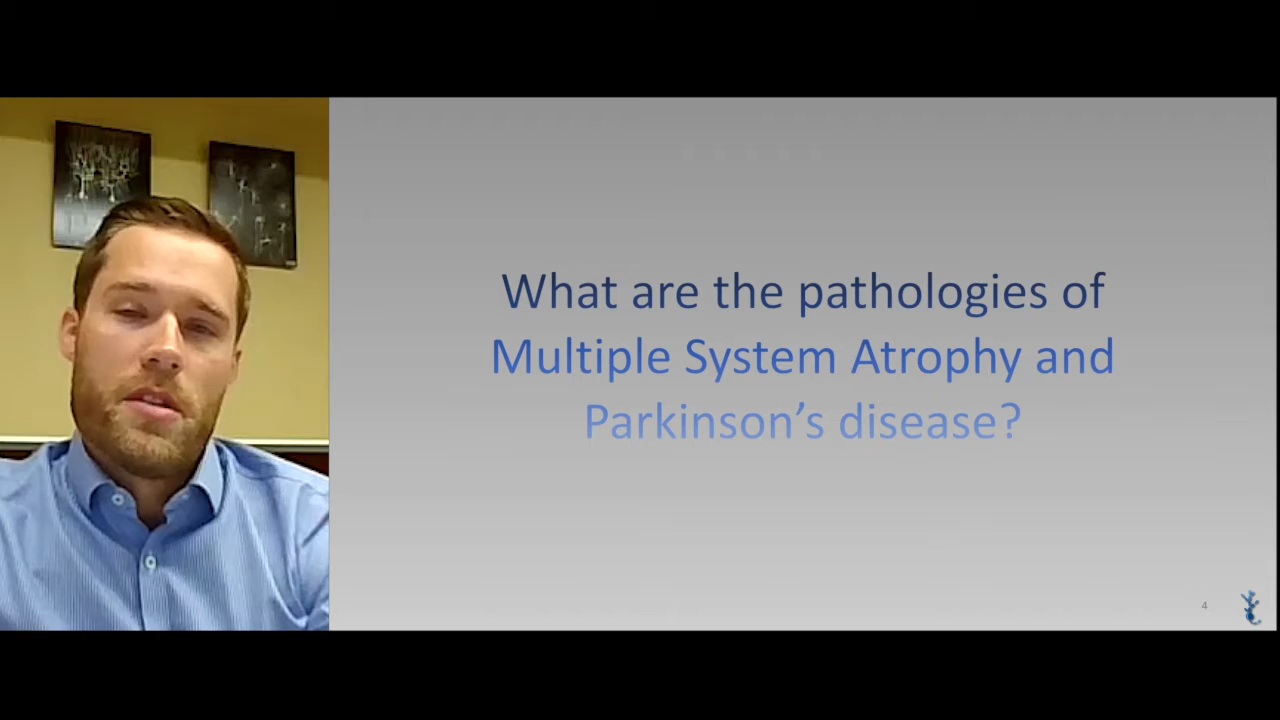 What are the pathologies of
Multiple System Atrophy and
Parkinson’s disease?
4